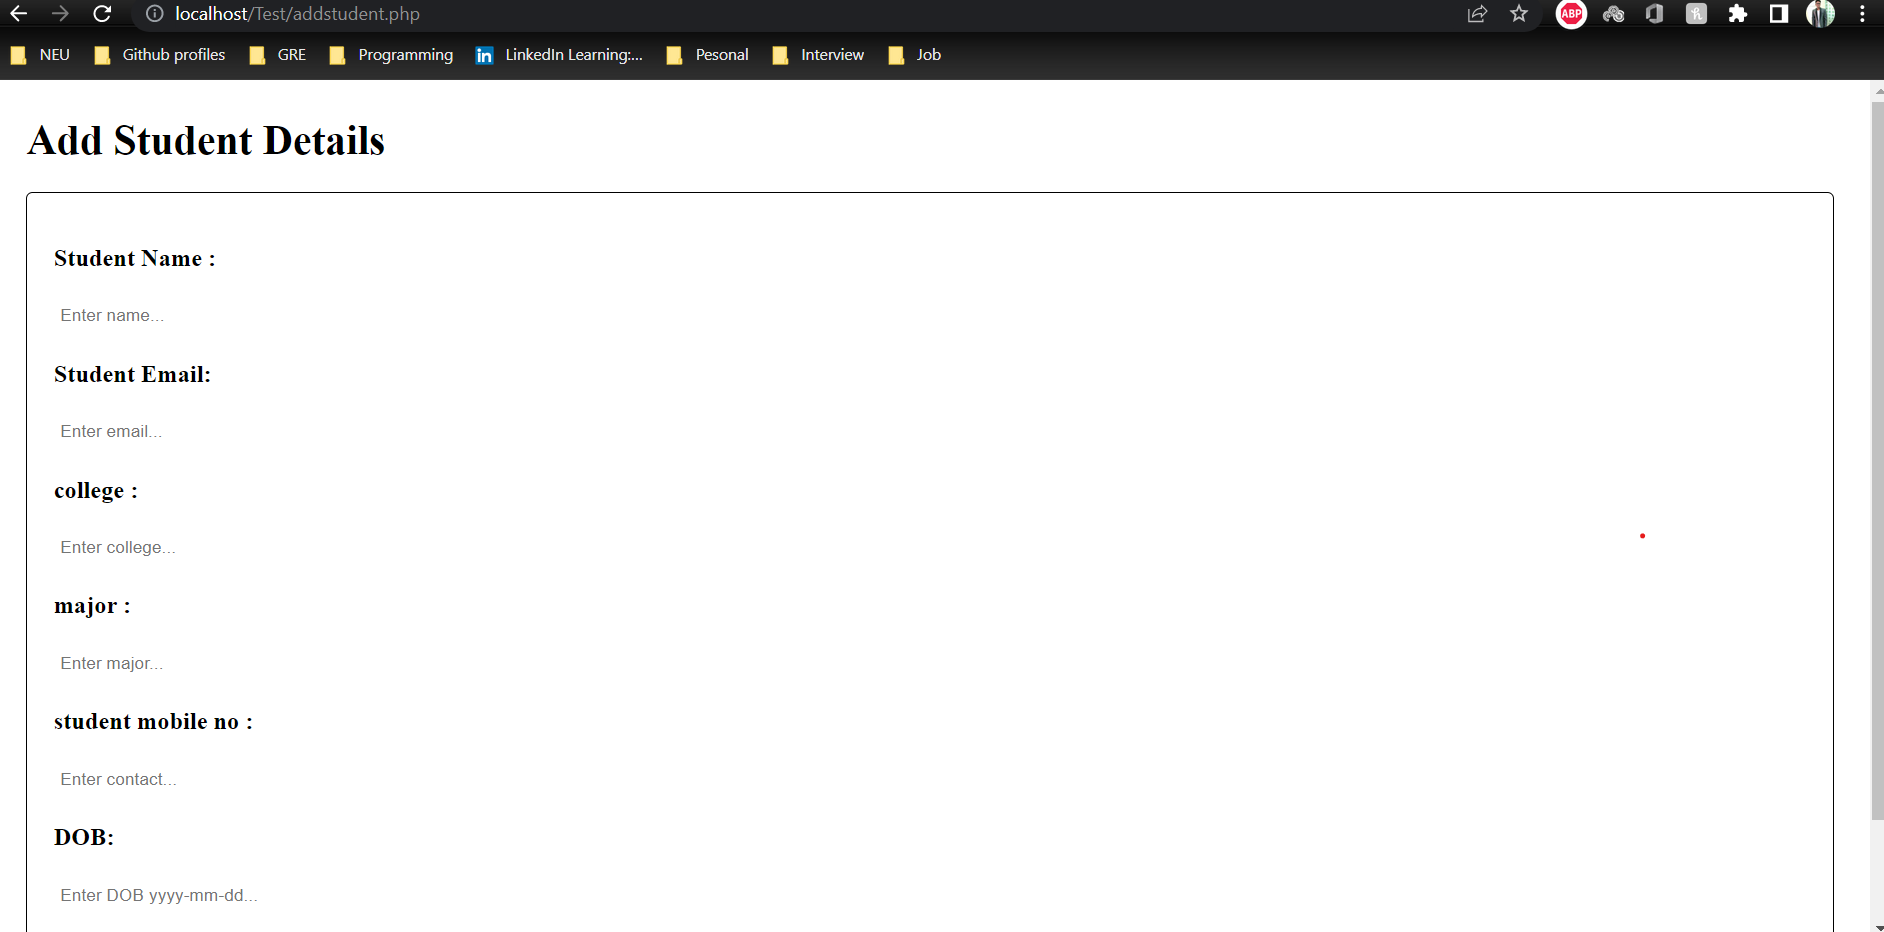 localhost/Test/addstudent.php
ABP
NEU Github profiles GRE Programming in LinkedIn Learning:... Pesonal Interview Job
Add Student Details
Student Name :
Enter name...
Student Email:
Enter email...
college :
Enter college...
major :
Enter major...
student mobile no :
Enter contact...
DOB:
Enter DOB yyyy-mm-dd...